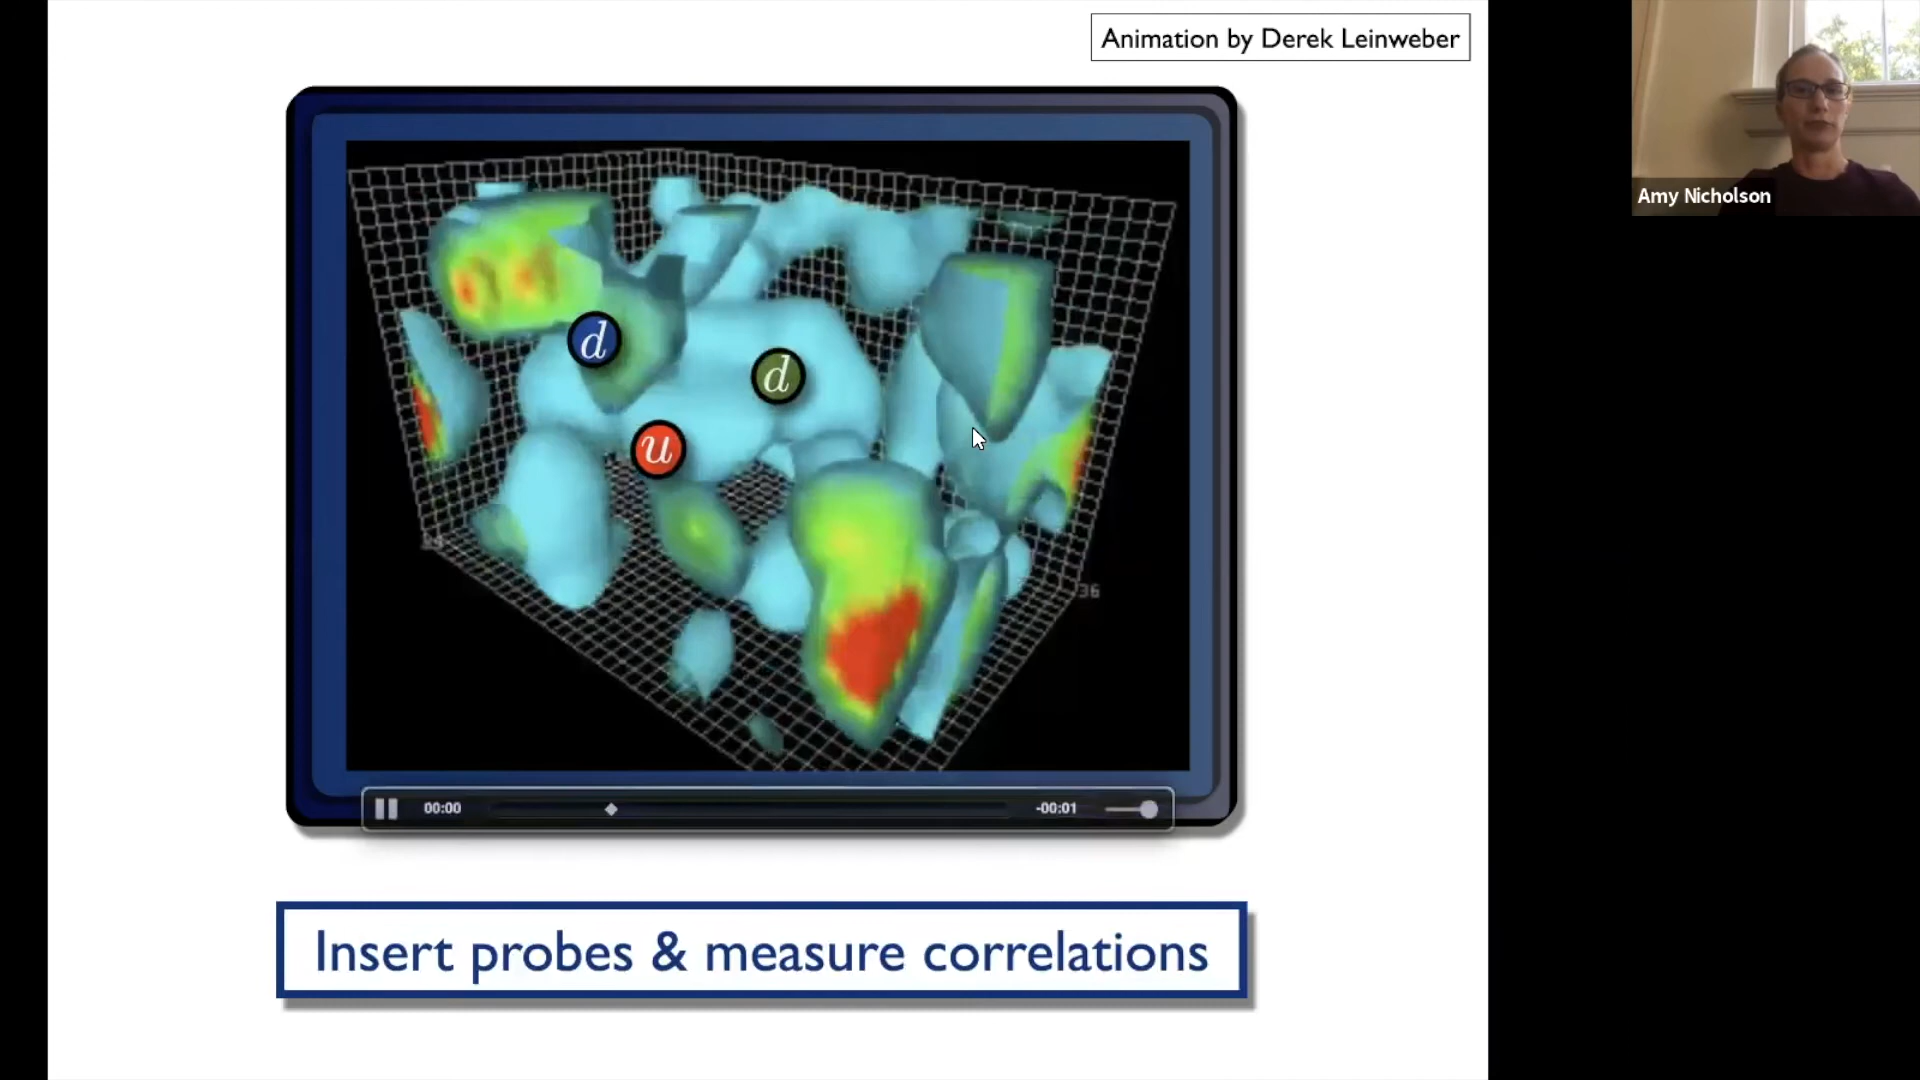 Animation by Derek Leinweber
Amy Nicholson
d
d
u
36
00:00
-00:01
Insert probes & measure correlations